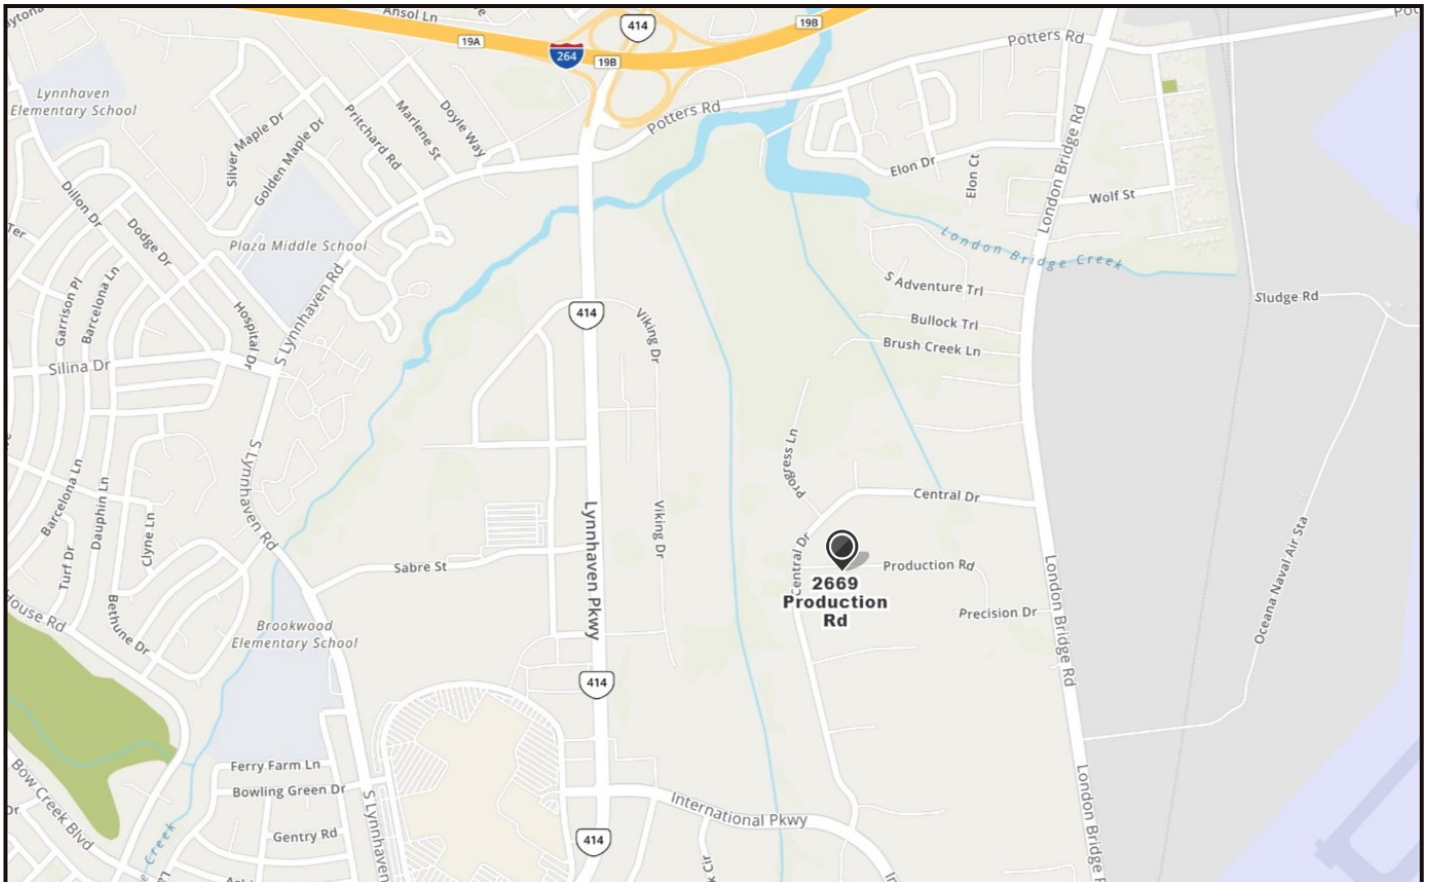 Ansol Ln
414
19B
19A
264
19B
Potters Rd
Lynnhaven
Elementary School
Silver Maple Dr
Golden Maple Dr
Pritchard Rd
Marlene St
Doyle Way
Potters Rd
Elon Dr
Elon Ct
London Bridge Rd
Wolf St
Dillon Dr
Dodge Dr
Ter
Plaza Middle School
London Bridge Creek
S Adventure Trl
Sludge Rd
Garrison Pl
Barcelona Ln
Hospital Dr
S Lynnhaven Rd
414
Viking Dr
Bullock Trl
Brush Creek Ln
Silina Dr
S Lynnhaven Rd
Progress Ln
Central Dr
Barcelona Ln
Dauphin Ln
Clyne Ln
Turf Dr
Lynnhaven Pkwy
Viking Dr
Sabre St
Central Dr
Production Rd
2669
Production
Rd
Precision Dr
London Bridge Rd
Oceana Naval Air Sta
House Rd
Bethune Dr
Brookwood
Elementary School
414
Ferry Farm Ln
Bowling Green Dr
Bow Creek Blvd
Dr
Gentry Rd
S Lynnhaven
International Pkwy
London Bridge
414
Creek